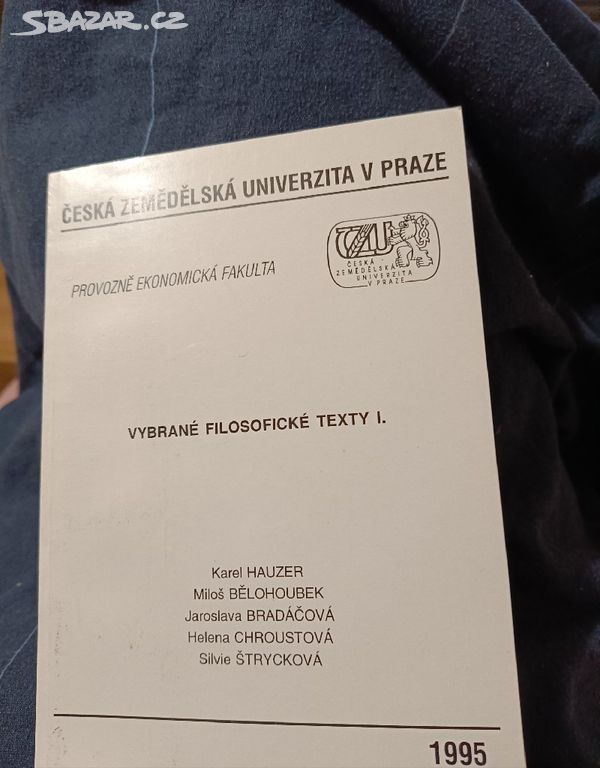 SBAZAR.CZ
ČESKÁ ZEMĚDĚLSKÁ UNIVERZITA V PRAZE
ČZU
ČESKÁ
ZEMĚDĚLSKÁ
UNIVERZITA
V PRAZE
PROVOZNĚ EKONOMICKÁ FAKULTA
VYBRANÉ FILOSOFICKÉ TEXTY I.
Karel HAUZER
Miloš BĚLOHOUBEK
Jaroslava BRADÁČOVÁ
Helena CHROUSTOVÁ
Silvie ŠTRYCKOVÁ
1995